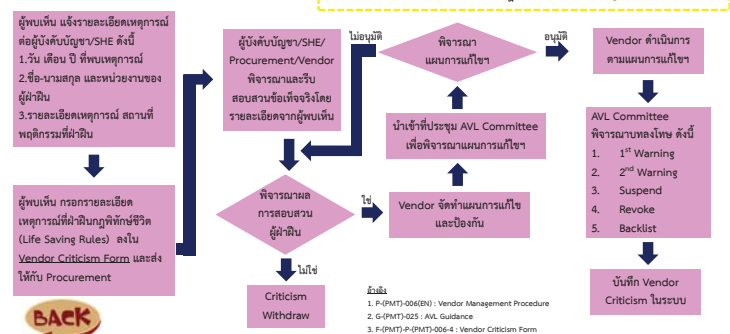 ผู้พบเห็น แจ้งรายละเอียดเหตุการณ์
ต่อผู้บังคับบัญชา/SHE ดังนี้
1.วัน เดือน ปี ที่พบเหตุการณ์
2.ชื่อ-นามสกุล และหน่วยงานของ
ผู้ฝ่าฝืน
3.รายละเอียดเหตุการณ์ สถานที่
พฤติกรรมที่ฝ่าฝืน
ผู้พบเห็น กรอกรายละเอียด
เหตุการณ์ที่ฝ่าฝืนกฎพิทักษ์ชีวิต
(Life Saving Rules) ลงใน
Vendor Criticism Form และส่ง
ให้กับ Procurement
BACK
ผู้บังคับบัญชา/SHE/
Procurement/Vendor
พิจารณาและรีบ
สอบสวนข้อเท็จจริงโดย
รายละเอียดจากผู้พบเห็น
พิจารณาผล
การสอบสวน
ผู้ฝ่าฝืน
ใช่
ไม่ใช่
Criticism
Withdraw
Vendor จัดทำแผนการแก้ไข
และป้องกัน
นำเข้าที่ประชุม AVL Committee
เพื่อพิจารณาแผนการแก้ไขฯ
พิจารณา
แผนการแก้ไขฯ
ไม่อนุมัติ
อนุมัติ
Vendor ดำเนินการ
ตามแผนการแก้ไขฯ
AVL Committee
พิจารณาบทลงโทษ ดังนี้
1. 1st Warning
2. 2nd Warning
3. Suspend
4. Revoke
5. Backlist
บันทึก Vendor
Criticism ในระบบ
อ้างอิง
1. P-(PMT)-006(EN) : Vendor Management Procedure
2. G-(PMT)-025 : AVL Guidance
3. F-(PMT)-P-(PMT)-006-4 : Vendor Criticism Form